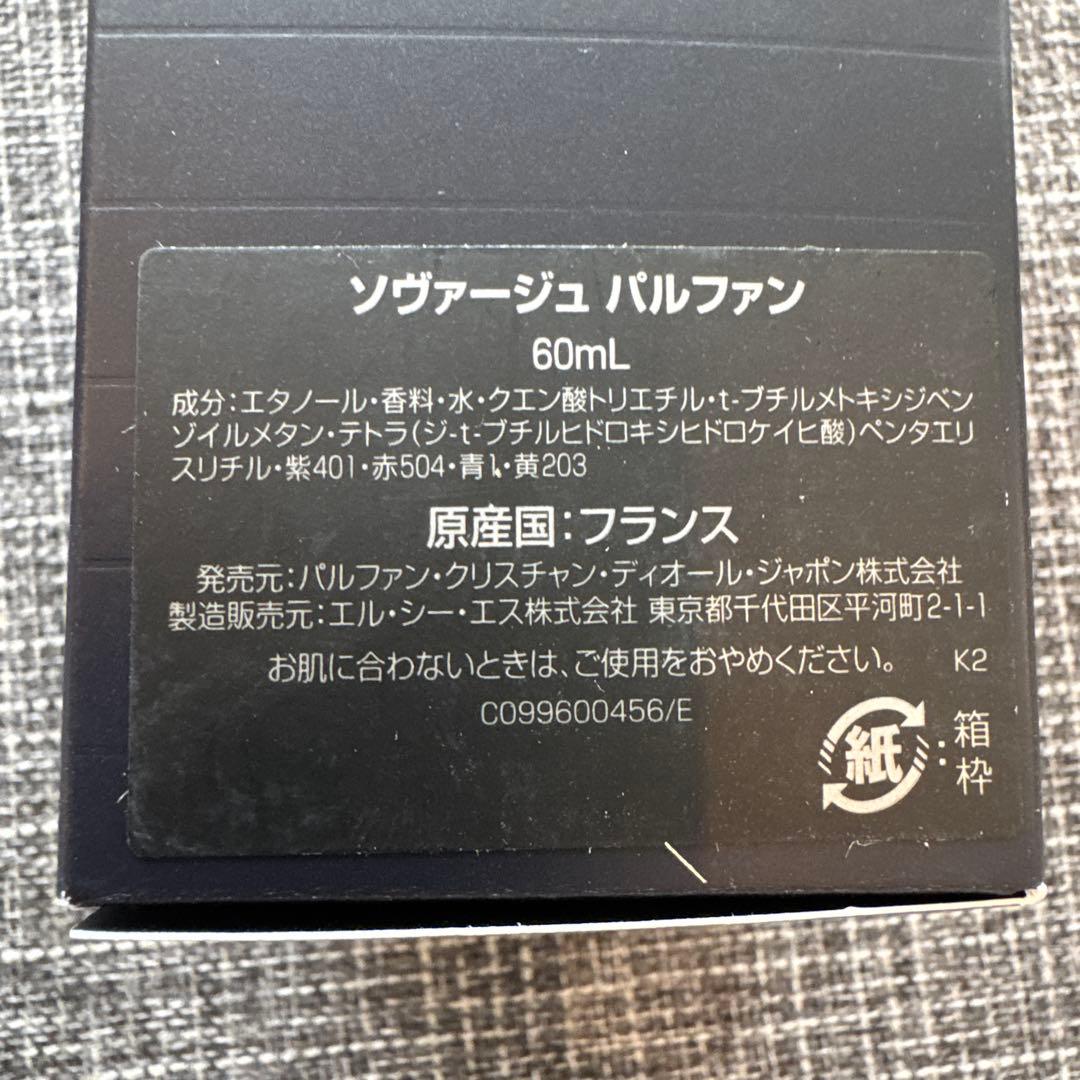 ソヴァージュ パルファン
60mL
成分：エタノール・香料・水・クエン酸トリエチル・t-ブチルメトキシジベン
ゾイルメタン・テトラ(ジ-t-ブチルヒドロキシヒドロケイヒ酸)ペンタエリ
スリチル・紫401・赤504・青1・黄203
原産国：フランス
発売元：パルファン・クリスチャン・ディオール・ジャポン株式会社
製造販売元：エル・シー・エス株式会社 東京都千代田区平河町2-1-1
お肌に合わないときは、ご使用をおやめください。 K2
C099600456/E
紙：箱
枠